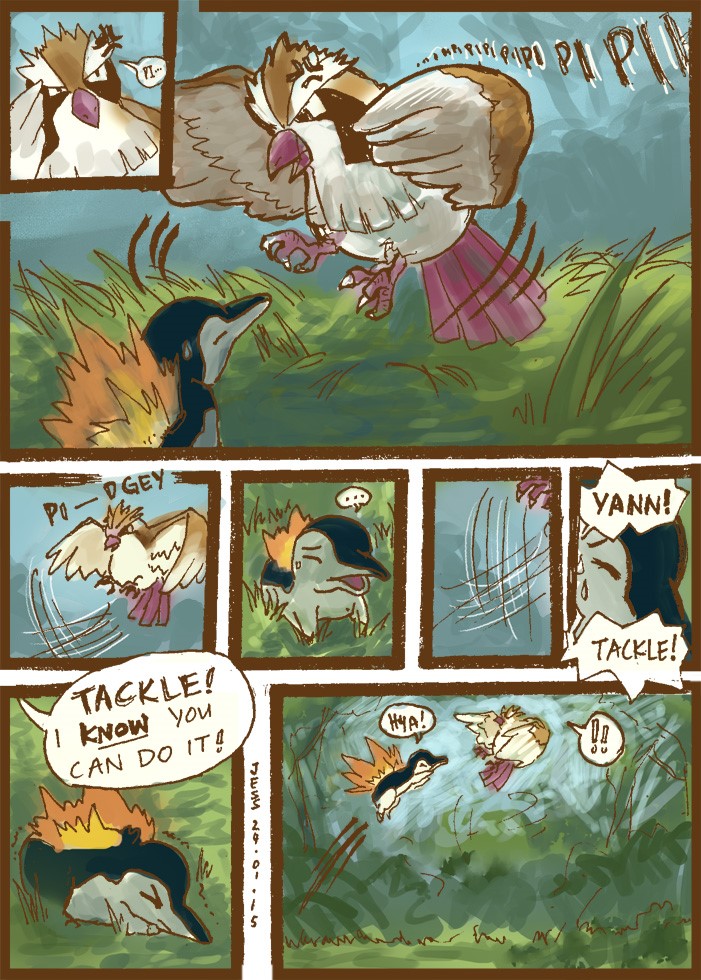 PI...
...PIPIPIPIPI PI PI
PI—DGEY
...
YANN!
TACKLE!
TACKLE!
I KNOW YOU
CAN DO IT!
HYA!
!!
JESS 24.01.15